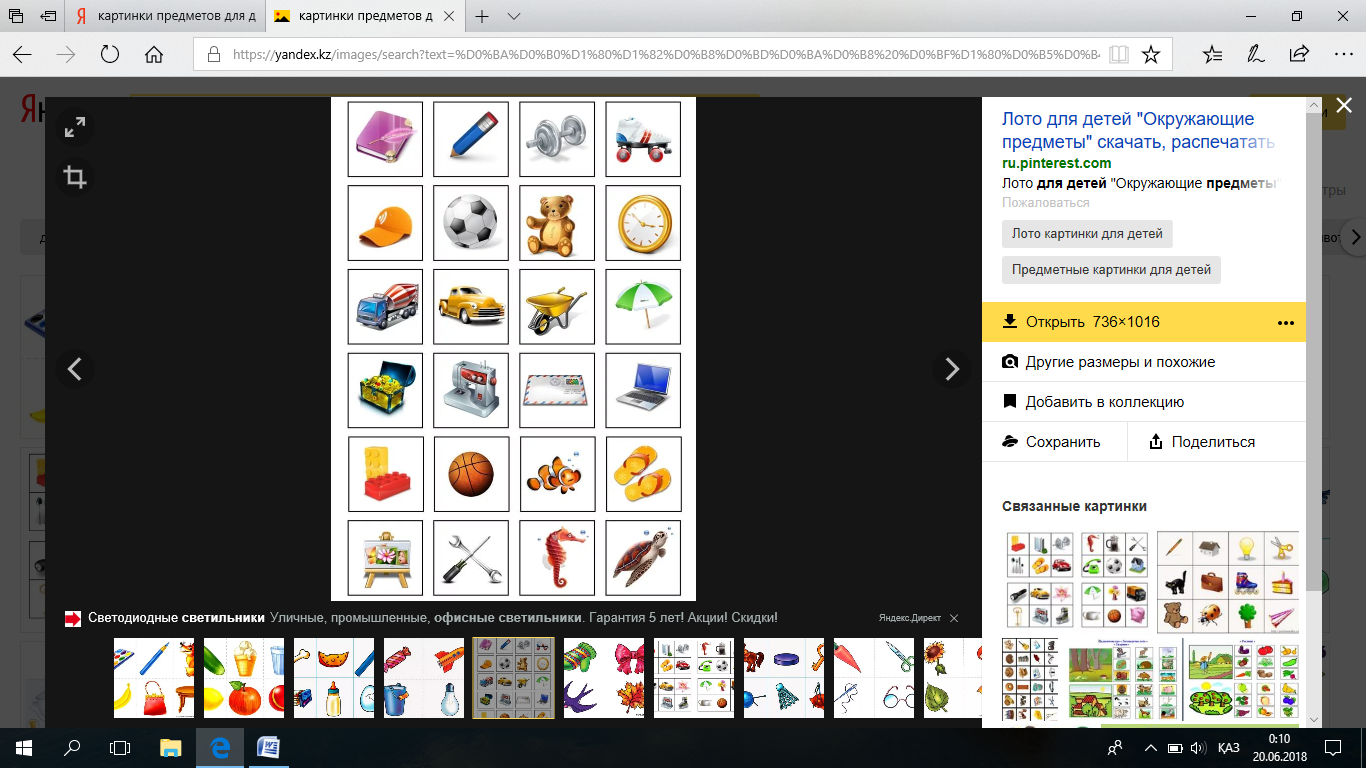 картинки предметов для д
картинки предметов д
https://yandex.kz/images/search?text=%D0%BA%D0%B0%D1%80%D1%82%D0%B8%D0%BD%D0%BA%D0%B8%20%D0%BF%D1%80%D0%B5%D0%B4
Лото для детей "Окружающие
предметы" скачать, распечатать
ru.pinterest.com
Лото для детей "Окружающие предметы"
Пожаловаться
Лото картинки для детей
Предметные картинки для детей
Открыть 736×1016
Другие размеры и похожие
Добавить в коллекцию
Сохранить
Поделиться
Связанные картинки
Светодиодные светильники Уличные, промышленные, офисные светильники. Гарантия 5 лет! Акции! Скидки!
Яндекс.Директ
ҚАЗ
0:10
20.06.2018